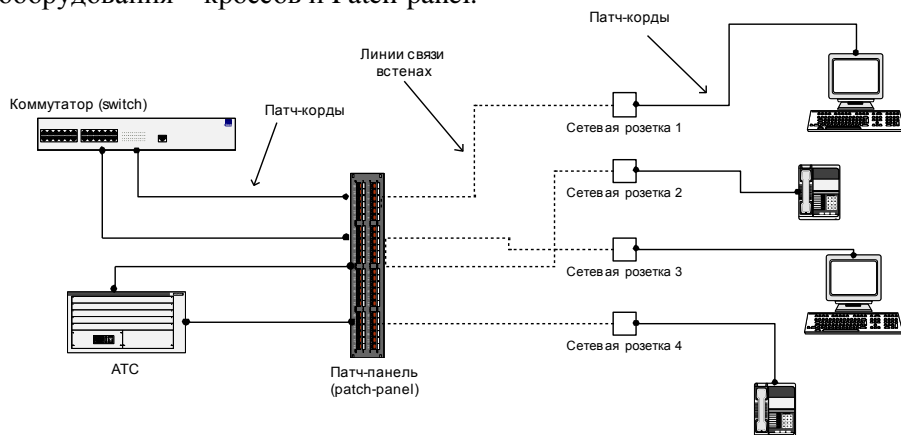 оборудования – кроссов и Patch-panel.
Патч-корды
Линии связи
встенах
Коммутатор (switch)
Патч-корды
Сетевая розетка 1
Сетевая розетка 2
Сетевая розетка 3
Сетевая розетка 4
АТС
Патч-панель
(patch-panel)